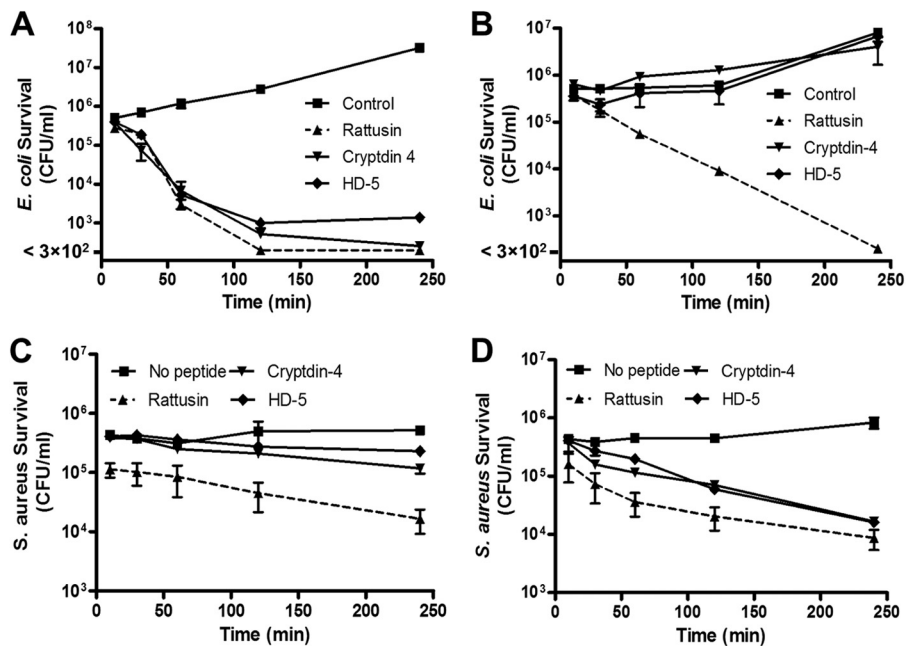 A
E. coli Survival
(CFU/ml)
10⁸
10⁷
10⁶
10⁵
10⁴
10³
< 3×10²
Control
Rattusin
Cryptdin 4
HD-5
0 50 100 150 200 250
Time (min)
B
E. coli Survival
(CFU/ml)
10⁷
10⁶
10⁵
10⁴
10³
< 3×10²
Control
Rattusin
Cryptdin-4
HD-5
0 50 100 150 200 250
Time (min)
C
S. aureus Survival
(CFU/ml)
10⁷
10⁶
10⁵
10⁴
10³
No peptide Cryptdin-4
Rattusin HD-5
0 50 100 150 200 250
Time (min)
D
S. aureus Survival
(CFU/ml)
10⁷
10⁶
10⁵
10⁴
10³
No peptide Cryptdin-4
Rattusin HD-5
0 50 100 150 200 250
Time (min)